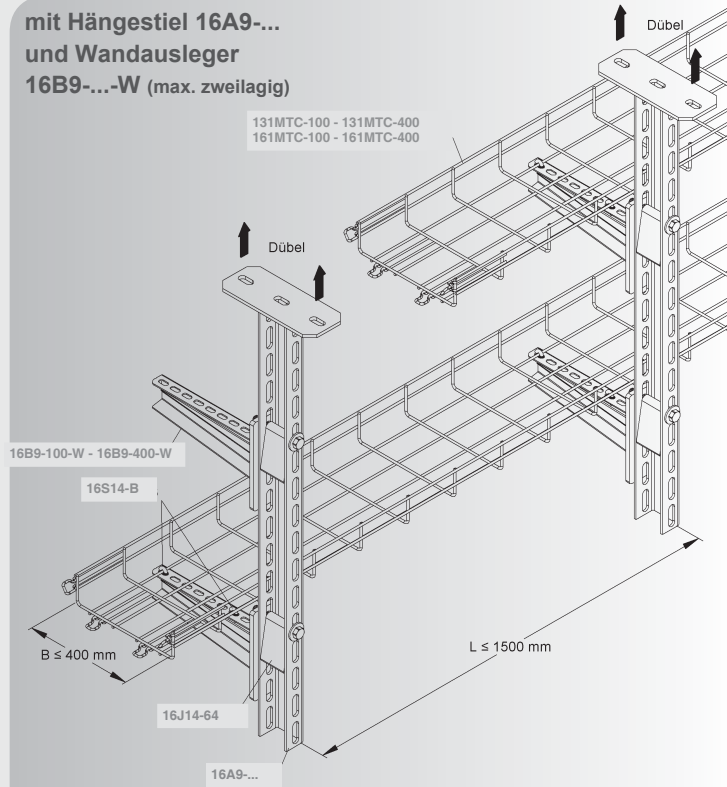 mit Hängestiel 16A9-...
und Wandausleger
16B9-...-W (max. zweilagig)
Dübel
131MTC-100 - 131MTC-400
161MTC-100 - 161MTC-400
Dübel
16B9-100-W - 16B9-400-W
16S14-B
B ≤ 400 mm
L ≤ 1500 mm
16J14-64
16A9-...